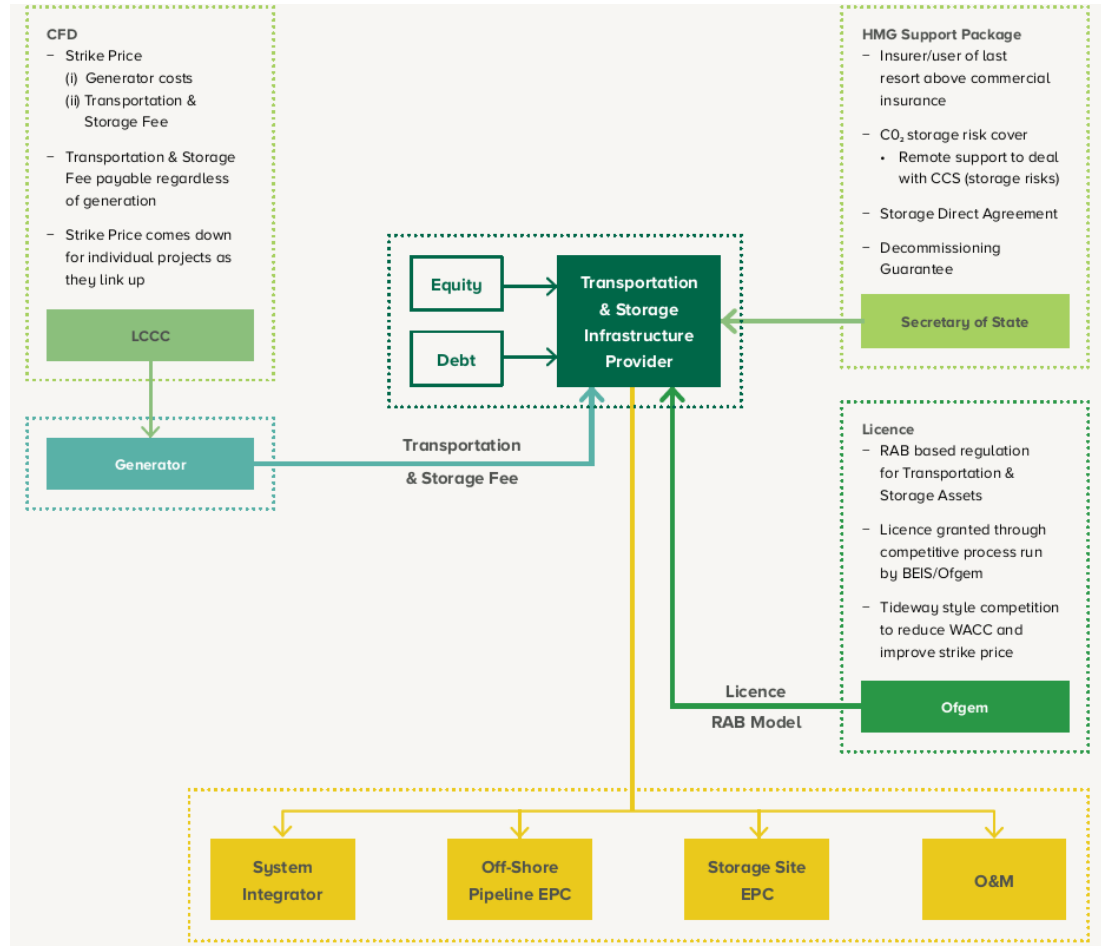 CFD
– Strike Price
(i) Generator costs
(ii) Transportation &
Storage Fee
– Transportation & Storage
Fee payable regardless
of generation
– Strike Price comes down
for individual projects as
they link up
LCCC
Generator
Transportation
& Storage Fee
Equity
Debt
Transportation
& Storage
Infrastructure
Provider
HMG Support Package
– Insurer/user of last
resort above commercial
insurance
– C0₂ storage risk cover
• Remote support to deal
with CCS (storage risks)
– Storage Direct Agreement
– Decommissioning
Guarantee
Secretary of State
Licence
– RAB based regulation
for Transportation &
Storage Assets
– Licence granted through
competitive process run
by BEIS/Ofgem
– Tideway style competition
to reduce WACC and
improve strike price
Ofgem
Licence
RAB Model
System
Integrator
Off-Shore
Pipeline EPC
Storage Site
EPC
O&M